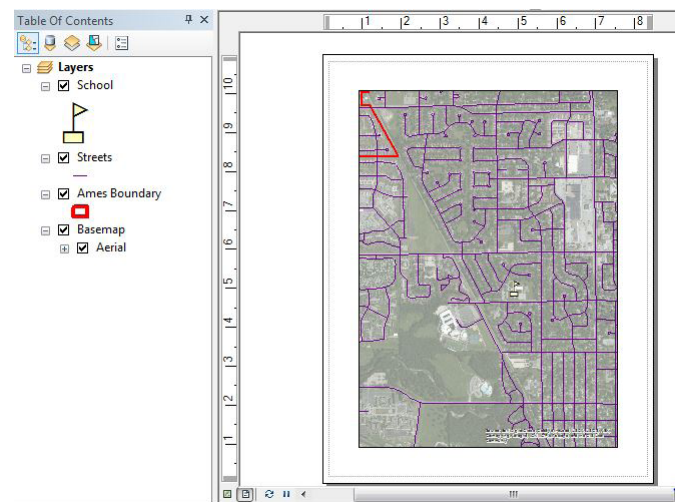 Table Of Contents
Layers
School
Streets
Ames Boundary
Basemap
Aerial
1 2 3 4 5 6 7 8
10
9
8
7
6
5
4
3
2
1